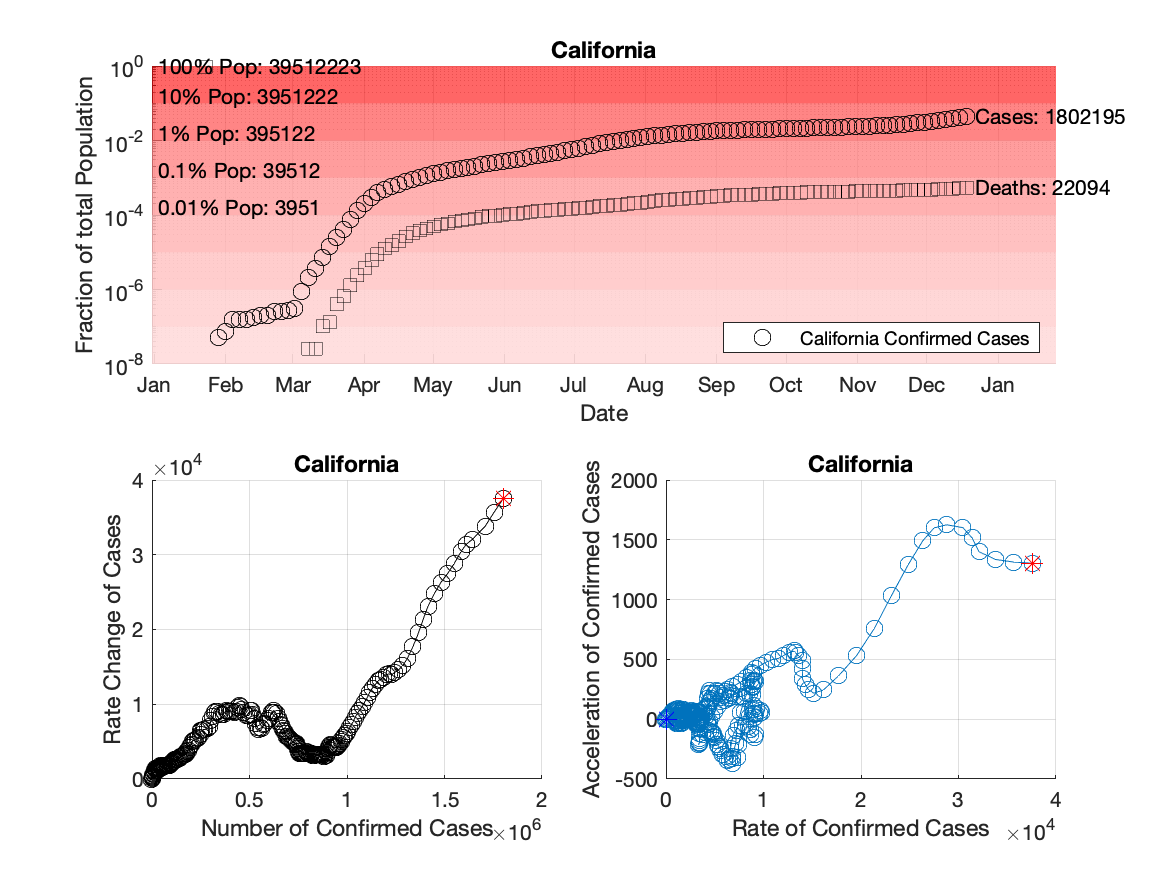 California
10^0
100% Pop: 39512223
10% Pop: 3951222
1% Pop: 395122
0.1% Pop: 39512
0.01% Pop: 3951
10^-2
10^-4
10^-6
10^-8
Fraction of total Population
Cases: 1802195
Deaths: 22094
California Confirmed Cases
Jan Feb Mar Apr May Jun Jul Aug Sep Oct Nov Dec Jan
Date
California
×10^4
4
3
2
1
0
Rate Change of Cases
0 0.5 1 1.5 2
Number of Confirmed Cases ×10^6
California
2000
1500
1000
500
0
-500
Acceleration of Confirmed Cases
0 1 2 3 4
Rate of Confirmed Cases ×10^4